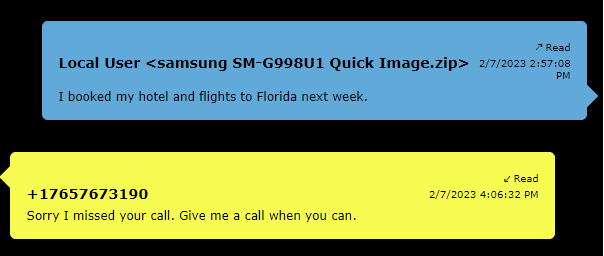 Read
Local User <samsung SM-G998U1 Quick Image.zip> 2/7/2023 2:57:08
PM
I booked my hotel and flights to Florida next week.
Read
+17657673190 2/7/2023 4:06:32 PM
Sorry I missed your call. Give me a call when you can.